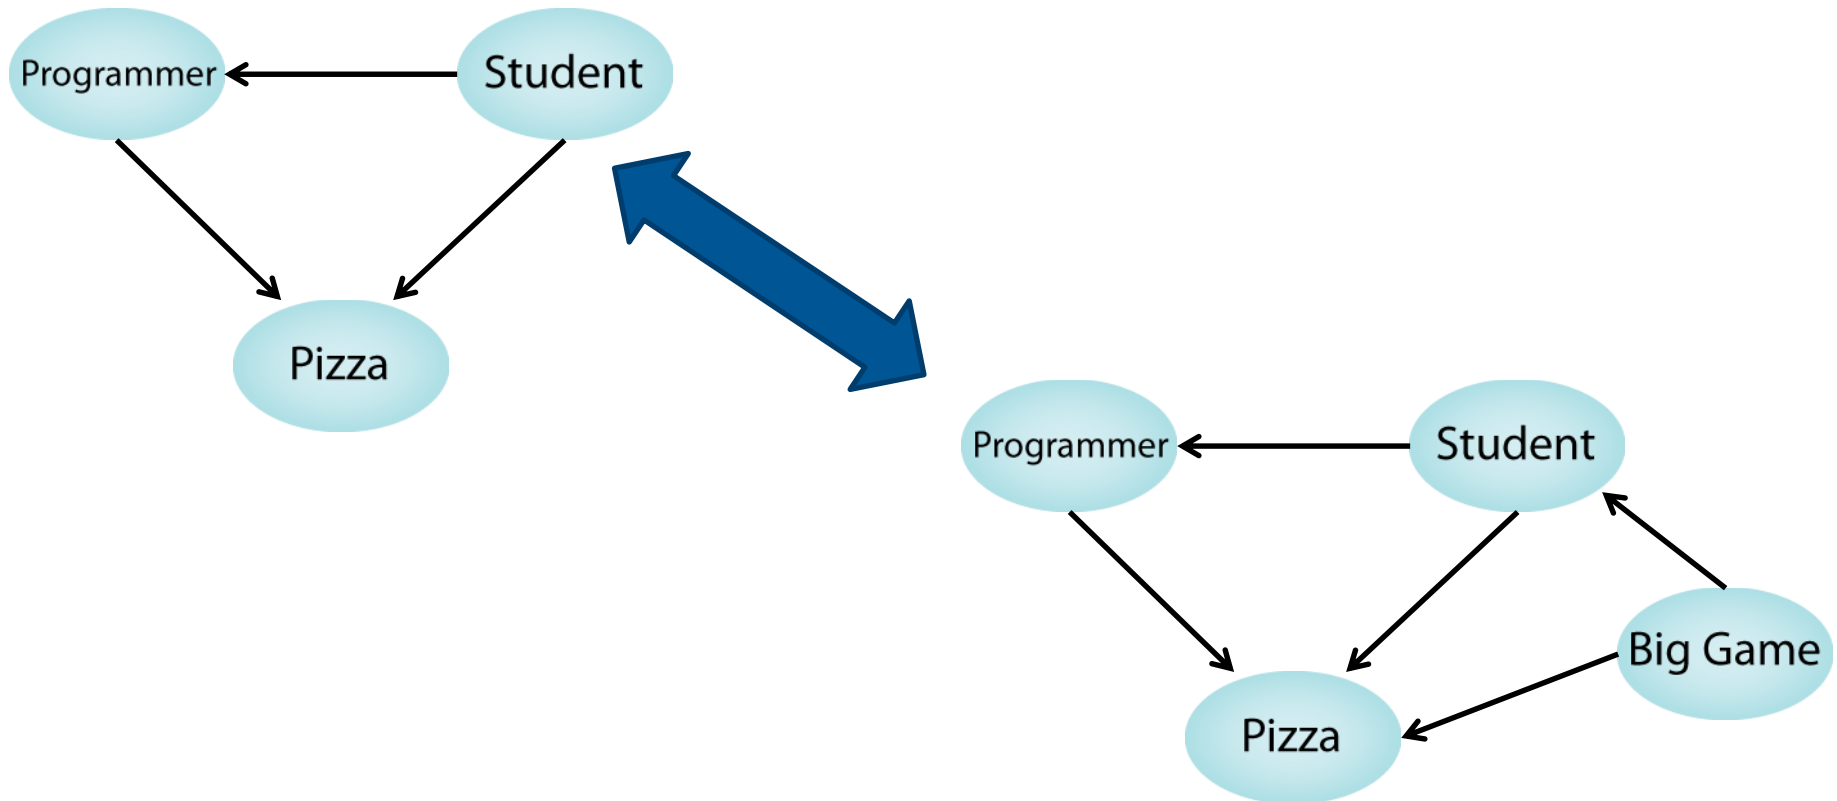 Programmer
Student
Pizza
Programmer
Student
Big Game
Pizza